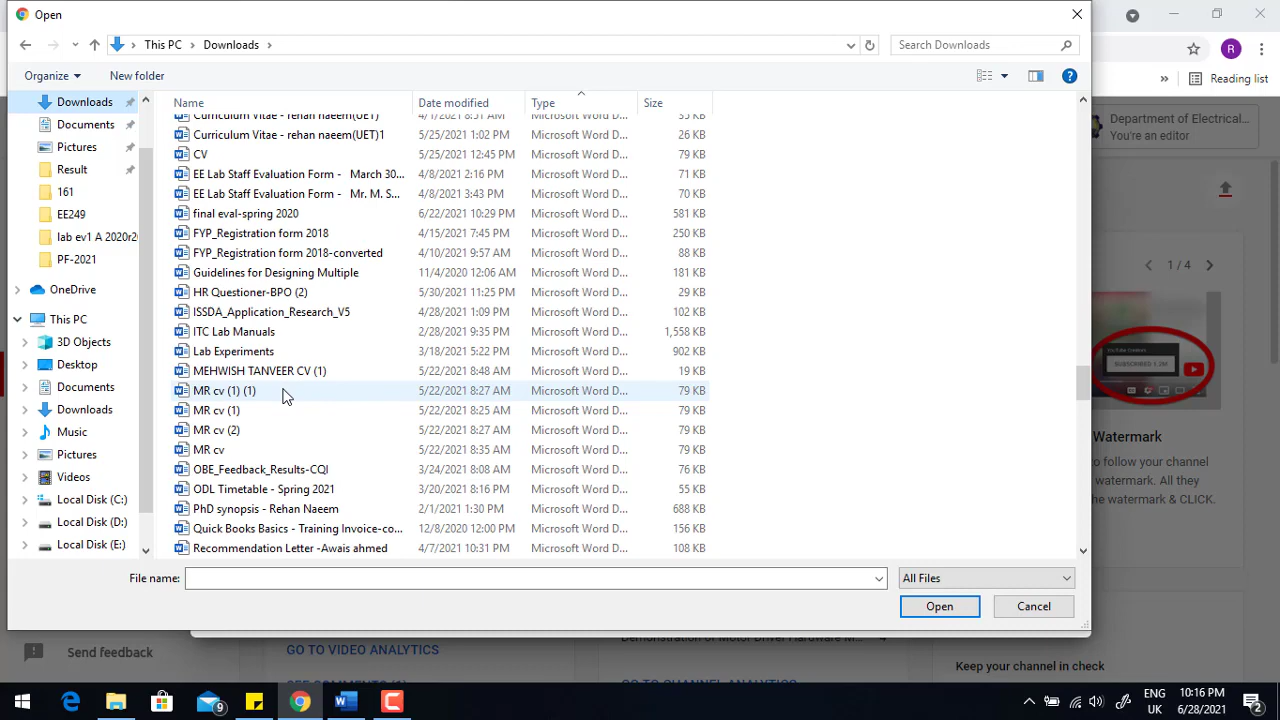 Open
This PC > Downloads >
Search Downloads
Reading list
R
Organize
New folder
Department of Electrical...
You're an editor
Name Date modified Type Size
Curriculum Vitae - rehan naeem(UET) 4/1/2021 8:51 AM Microsoft Word D... 35 KB
Curriculum Vitae - rehan naeem(UET)1 5/25/2021 1:02 PM Microsoft Word D... 26 KB
CV 5/25/2021 12:45 PM Microsoft Word D... 79 KB
EE Lab Staff Evaluation Form - March 30... 4/8/2021 2:16 PM Microsoft Word D... 71 KB
EE Lab Staff Evaluation Form - Mr. M. S... 4/8/2021 3:43 PM Microsoft Word D... 70 KB
final eval-spring 2020 6/22/2021 10:29 PM Microsoft Word D... 581 KB
FYP_Registration form 2018 4/15/2021 7:45 PM Microsoft Word D... 250 KB
FYP_Registration form 2018-converted 4/10/2021 9:57 AM Microsoft Word D... 88 KB
Guidelines for Designing Multiple 11/4/2020 12:06 AM Microsoft Word D... 181 KB
HR Questioner-BPO (2) 5/30/2021 11:25 PM Microsoft Word D... 29 KB
ISSDA_Application_Research_V5 4/28/2021 1:09 PM Microsoft Word D... 102 KB
ITC Lab Manuals 2/28/2021 9:35 PM Microsoft Word D... 1,558 KB
Lab Experiments 3/18/2021 5:22 PM Microsoft Word D... 902 KB
MEHWISH TANVEER CV (1) 5/22/2021 8:48 AM Microsoft Word D... 19 KB
MR cv (1) (1) 5/22/2021 8:27 AM Microsoft Word D... 79 KB
MR cv (1) 5/22/2021 8:25 AM Microsoft Word D... 79 KB
MR cv (2) 5/22/2021 8:27 AM Microsoft Word D... 79 KB
MR cv 5/22/2021 8:35 AM Microsoft Word D... 79 KB
OBE_Feedback_Results-CQI 3/24/2021 8:08 AM Microsoft Word D... 76 KB
ODL Timetable - Spring 2021 3/20/2021 8:16 PM Microsoft Word D... 55 KB
PhD synopsis - Rehan Naeem 2/1/2021 1:30 PM Microsoft Word D... 688 KB
Quick Books Basics - Training Invoice-co... 12/8/2020 12:00 PM Microsoft Word D... 156 KB
Recommendation Letter -Awais ahmed 4/7/2021 10:31 PM Microsoft Word D... 108 KB
Downloads
Documents
Pictures
Result
161
EE249
lab ev1 A 2020r2
PF-2021
OneDrive
This PC
3D Objects
Desktop
Documents
Downloads
Music
Pictures
Videos
Local Disk (C:)
Local Disk (D:)
Local Disk (E:)
1 / 4
SUBSCRIBED 1.2M
Watermark
to follow your channel
videos. All they
the watermark & CLICK.
File name:
All Files
Open
Cancel
Send feedback
GO TO VIDEO ANALYTICS
Demonstration of Motor Driver Hardware M...
Keep your channel in check
9
ENG
UK
10:16 PM
6/28/2021
2